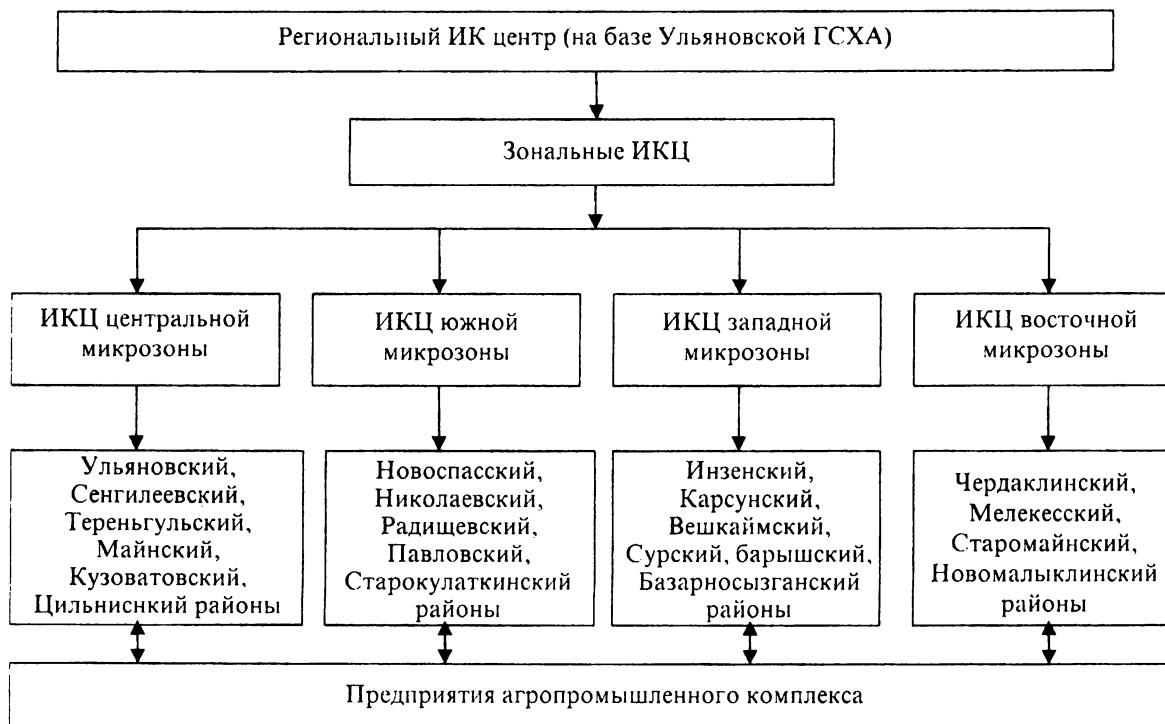 Региональный ИК центр (на базе Ульяновской ГСХА)
Зональные ИКЦ
ИКЦ центральной
микрозоны
ИКЦ южной
микрозоны
ИКЦ западной
микрозоны
ИКЦ восточной
микрозоны
Ульяновский,
Сенгилеевский,
Тереньгульский,
Майнский,
Кузоватовский,
Цильниснкий районы
Новоспасский,
Николаевский,
Радищевский,
Павловский,
Старокулаткинский
районы
Инзенский,
Карсунский,
Вешкаймский,
Сурский, барышский,
Базарносызганский
районы
Чердаклинский,
Мелекесский,
Старомайнский,
Новомалыклинский
районы
Предприятия агропромышленного комплекса